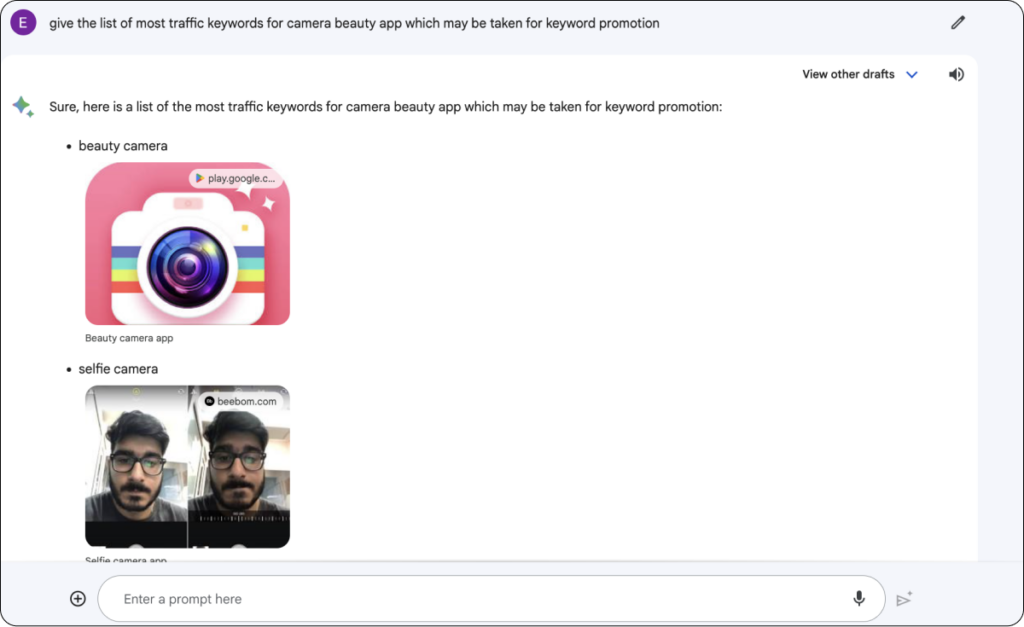 E
give the list of most traffic keywords for camera beauty app which may be taken for keyword promotion
View other drafts
Sure, here is a list of the most traffic keywords for camera beauty app which may be taken for keyword promotion:
• beauty camera
play.google.c...
Beauty camera app
• selfie camera
beebom.com
Selfie camera app
Enter a prompt here